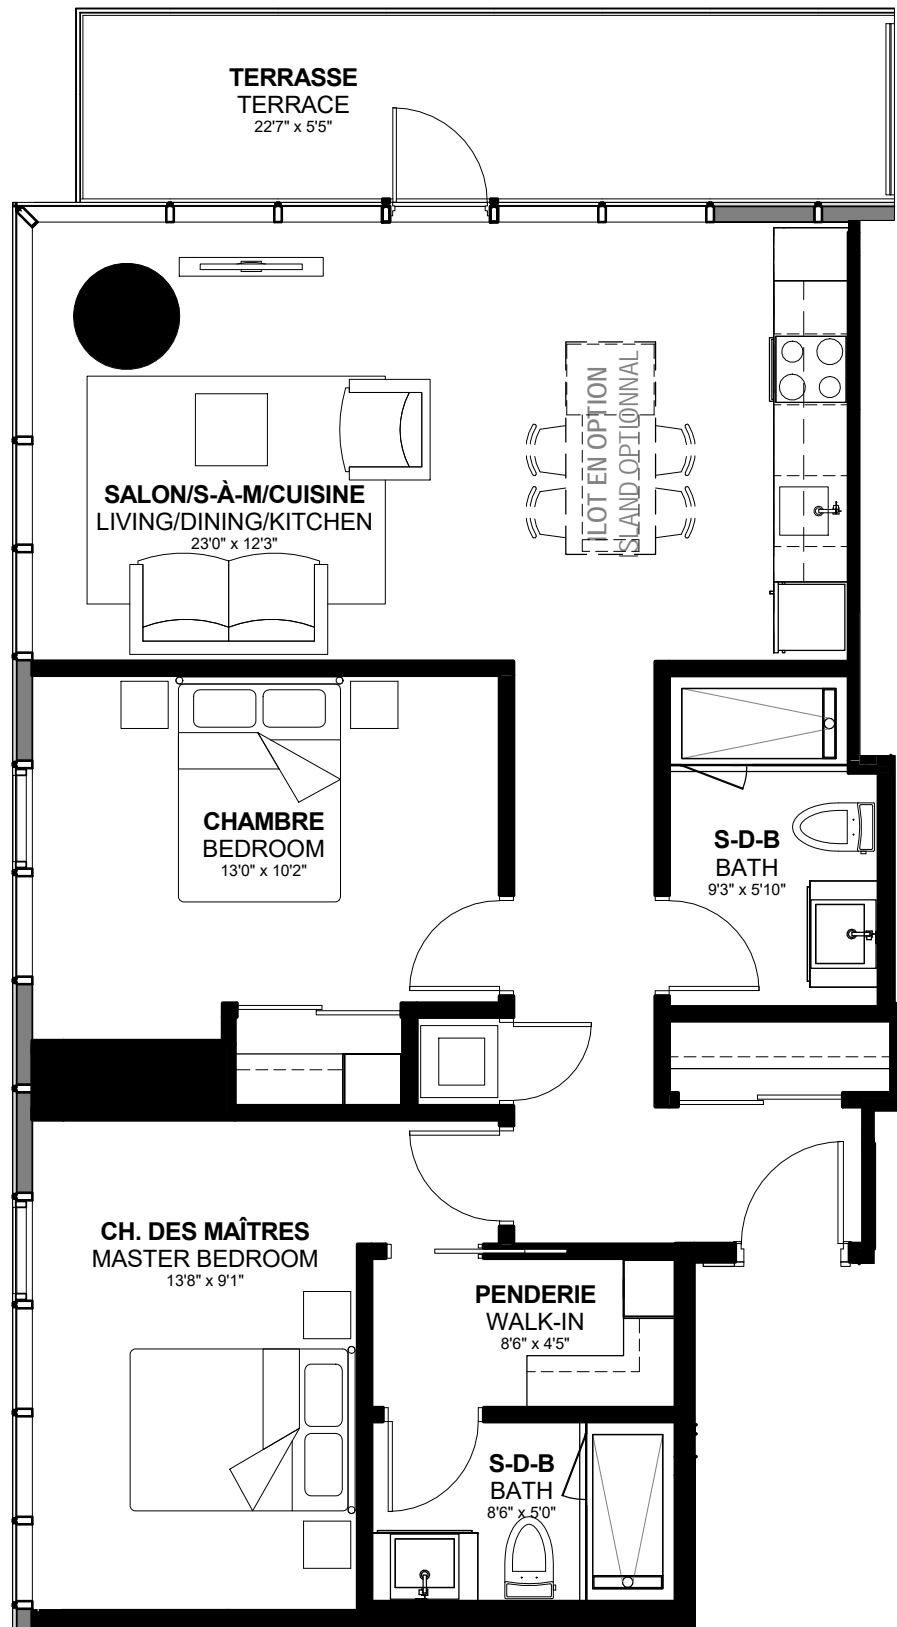 TERRASSE
TERRACE
22'7" x 5'5"
ILOT EN OPTION
ISLAND OPTIONNAL
SALON/S-À-M/CUISINE
LIVING/DINING/KITCHEN
23'0" x 12'3"
CHAMBRE
BEDROOM
13'0" x 10'2"
S-D-B
BATH
9'3" x 5'10"
CH. DES MAÎTRES
MASTER BEDROOM
13'8" x 9'1"
PENDERIE
WALK-IN
8'6" x 4'5"
S-D-B
BATH
8'6" x 5'0"